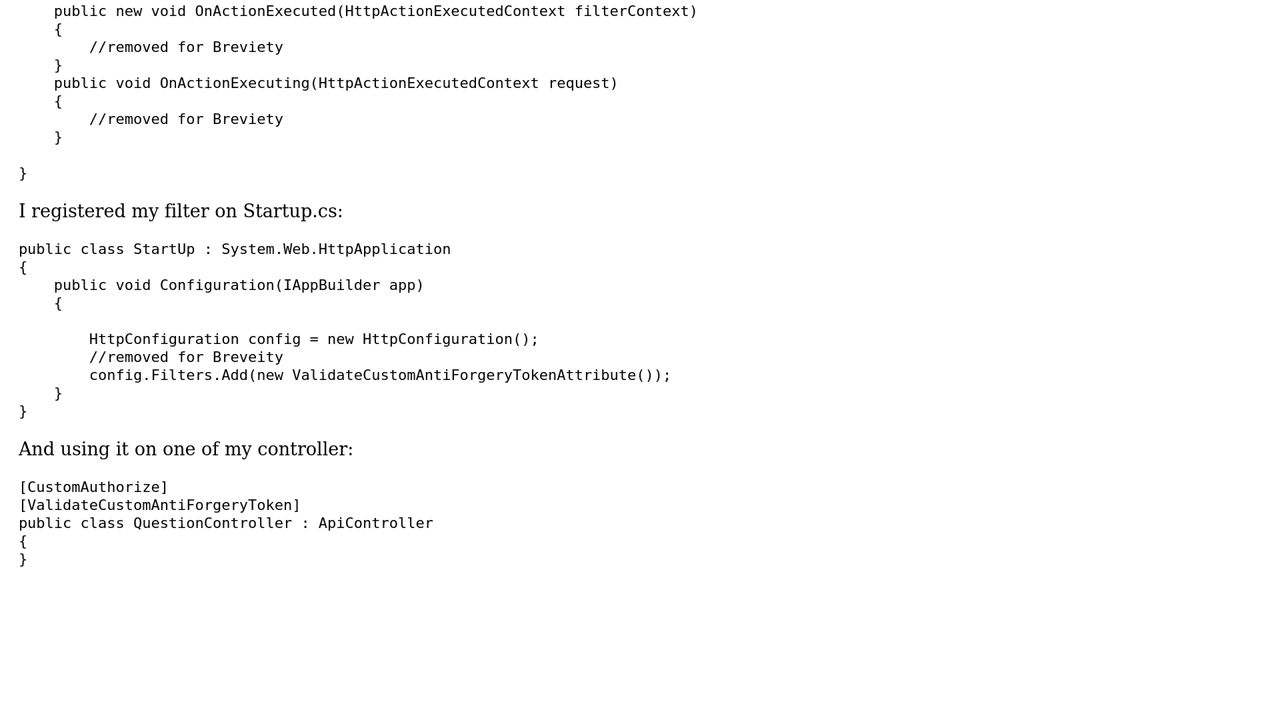 public new void OnActionExecuted(HttpActionExecutedContext filterContext)
{
//removed for Breviety
}
public void OnActionExecuting(HttpActionExecutedContext request)
{
//removed for Breviety
}
}
I registered my filter on Startup.cs:
public class StartUp : System.Web.HttpApplication
{
public void Configuration(IAppBuilder app)
{
HttpConfiguration config = new HttpConfiguration();
//removed for Breveity
config.Filters.Add(new ValidateCustomAntiForgeryTokenAttribute());
}
}
And using it on one of my controller:
[CustomAuthorize]
[ValidateCustomAntiForgeryToken]
public class QuestionController : ApiController
{
}